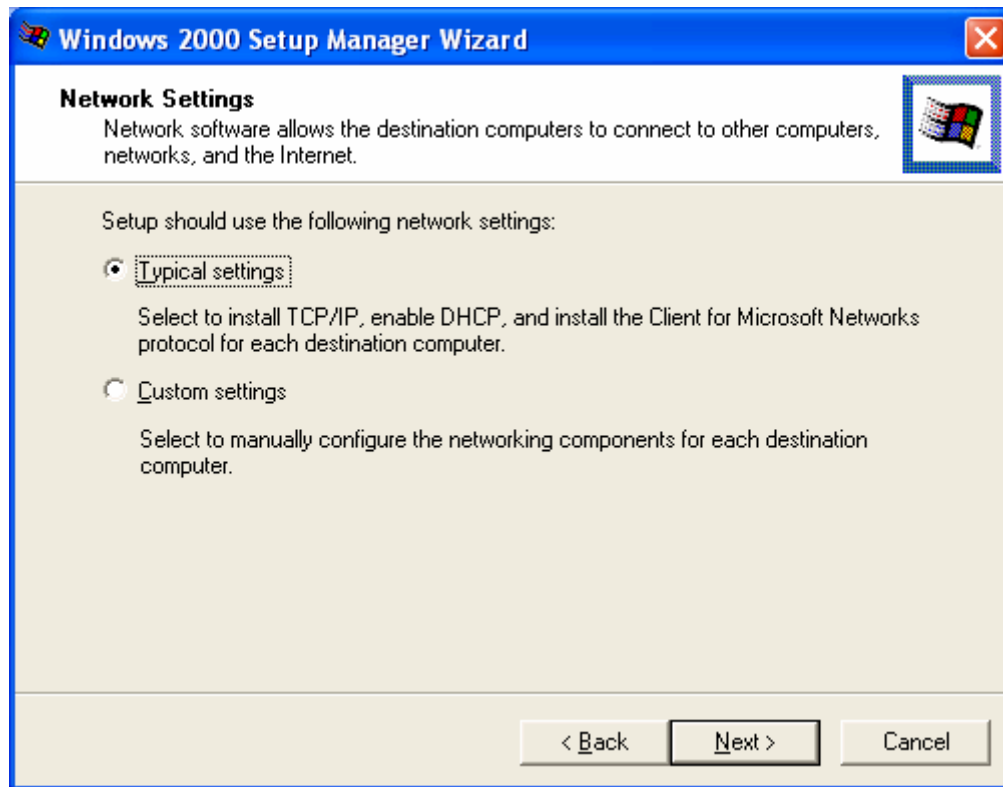 Windows 2000 Setup Manager Wizard
Network Settings
Network software allows the destination computers to connect to other computers,
networks, and the Internet.
Setup should use the following network settings:
Typical settings
Select to install TCP/IP, enable DHCP, and install the Client for Microsoft Networks
protocol for each destination computer.
Custom settings
Select to manually configure the networking components for each destination
computer.
< Back
Next >
Cancel